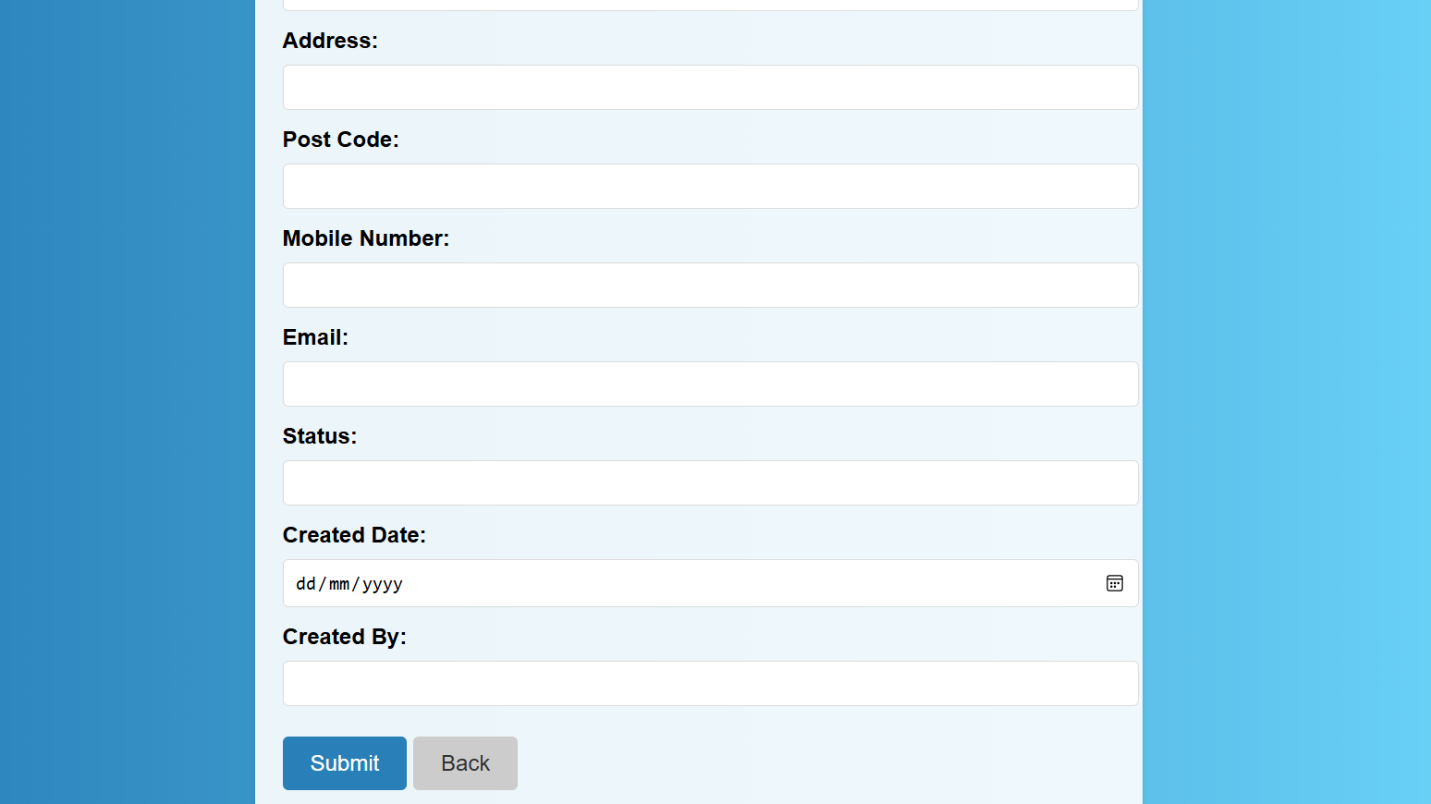 Address:
Post Code:
Mobile Number:
Email:
Status:
Created Date:
dd/mm/yyyy
Created By:
Submit Back